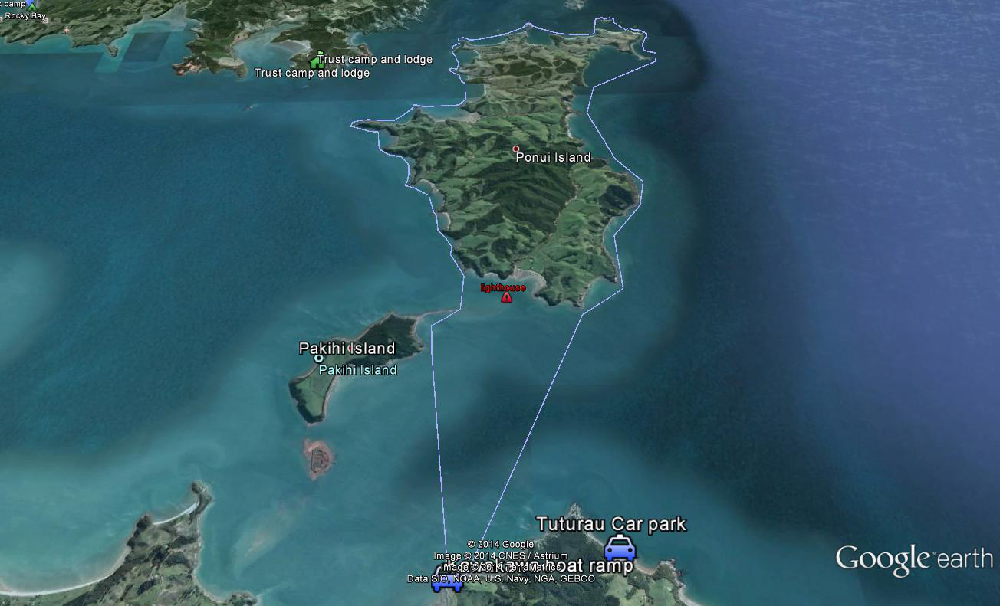 camp
Rocky Bay
Trust camp and lodge
Trust camp and lodge
Ponui Island
lighthouse
Pakihi Island
Pakihi Island
Tuturau Car park
Kawakawa boat ramp
© 2014 Google
Image © 2014 CNES / Astrium
Image © 2014 TerraMetrics
Data SIO, NOAA, U.S. Navy, NGA, GEBCO
Google earth